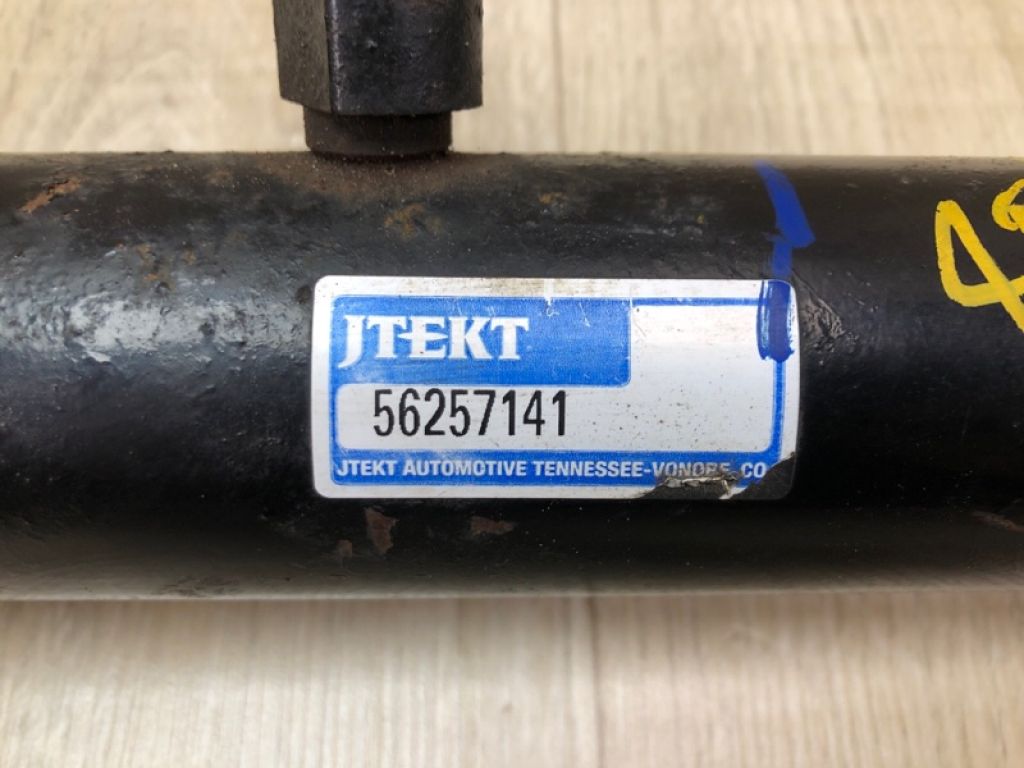 JTEKT
56257141
JTEKT AUTOMOTIVE TENNESSEE-VONORE, CO